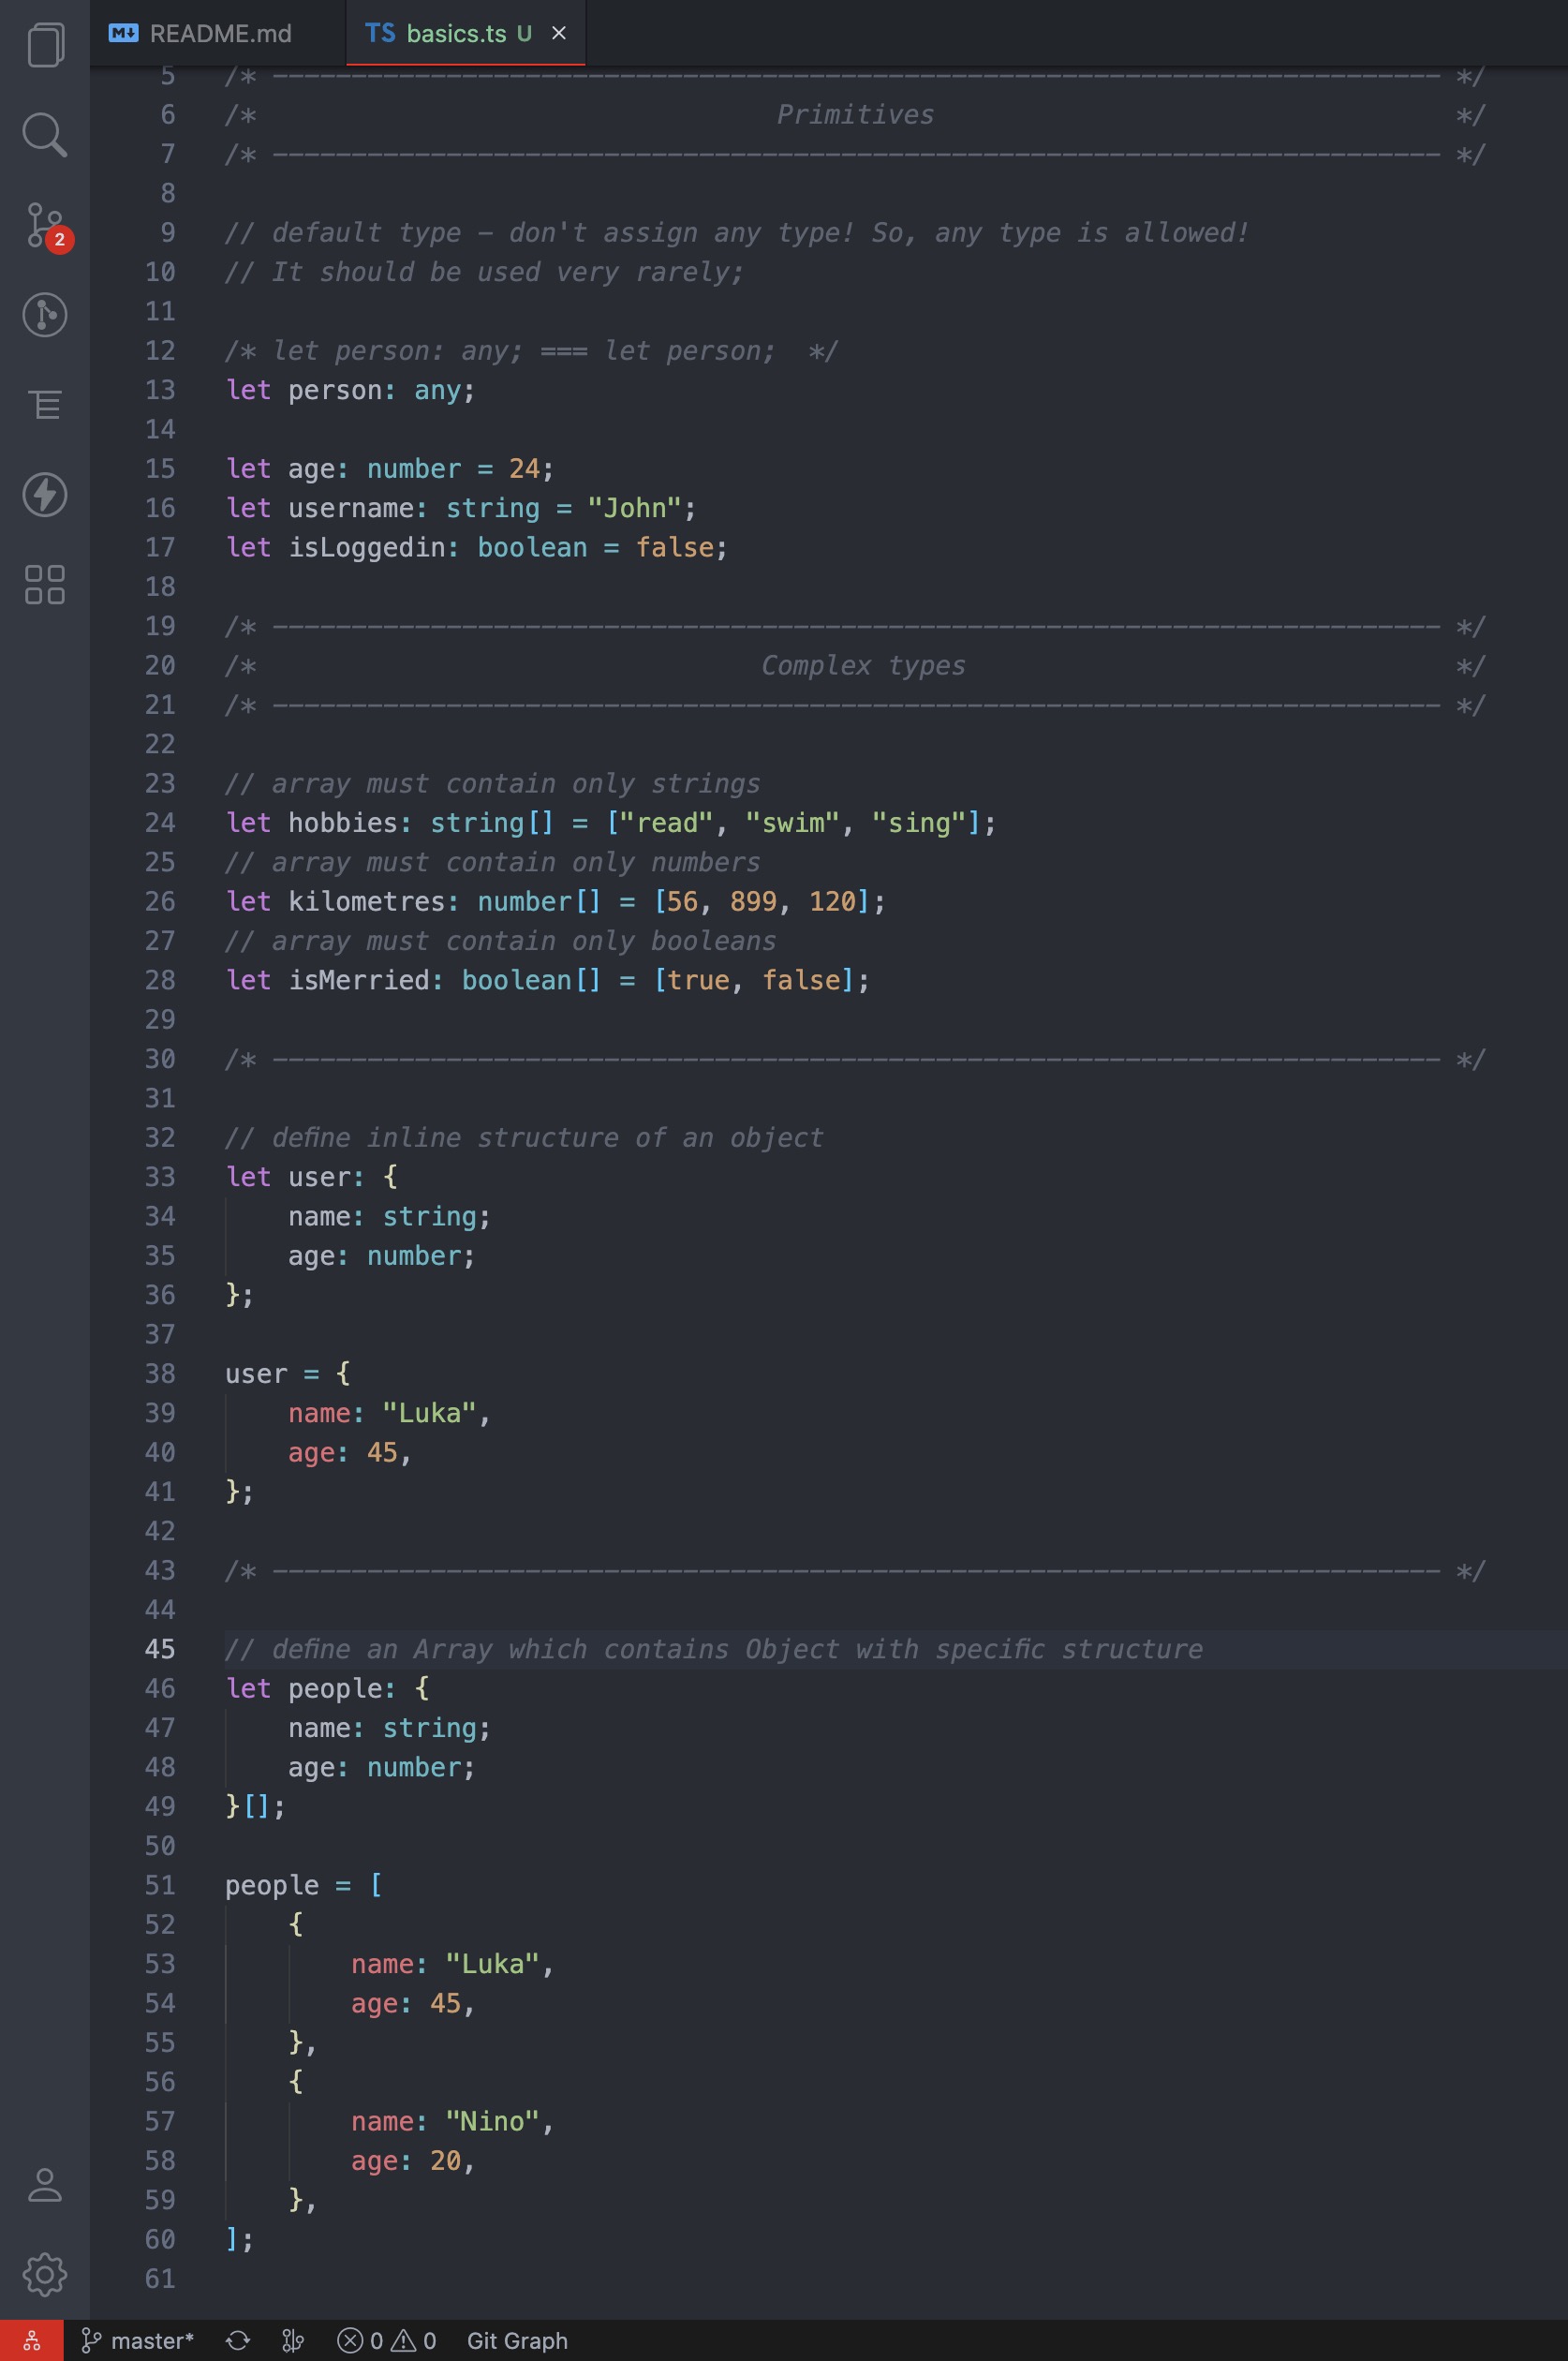 README.md
TS basics.ts U ×
5 /* -------------------------------------------------------------------------- */
6 /*                                 Primitives                                 */
7 /* -------------------------------------------------------------------------- */
8
9 // default type - don't assign any type! So, any type is allowed!
10 // It should be used very rarely;
11
12 /* let person: any; === let person;  */
13 let person: any;
14
15 let age: number = 24;
16 let username: string = "John";
17 let isLoggedin: boolean = false;
18
19 /* -------------------------------------------------------------------------- */
20 /*                                Complex types                               */
21 /* -------------------------------------------------------------------------- */
22
23 // array must contain only strings
24 let hobbies: string[] = ["read", "swim", "sing"];
25 // array must contain only numbers
26 let kilometres: number[] = [56, 899, 120];
27 // array must contain only booleans
28 let isMerried: boolean[] = [true, false];
29
30 /* -------------------------------------------------------------------------- */
31
32 // define inline structure of an object
33 let user: {
34     name: string;
35     age: number;
36 };
37
38 user = {
39     name: "Luka",
40     age: 45,
41 };
42
43 /* -------------------------------------------------------------------------- */
44
45 // define an Array which contains Object with specific structure
46 let people: {
47     name: string;
48     age: number;
49 }[];
50
51 people = [
52     {
53         name: "Luka",
54         age: 45,
55     },
56     {
57         name: "Nino",
58         age: 20,
59     },
60 ];
61
2
master* 0 0 Git Graph